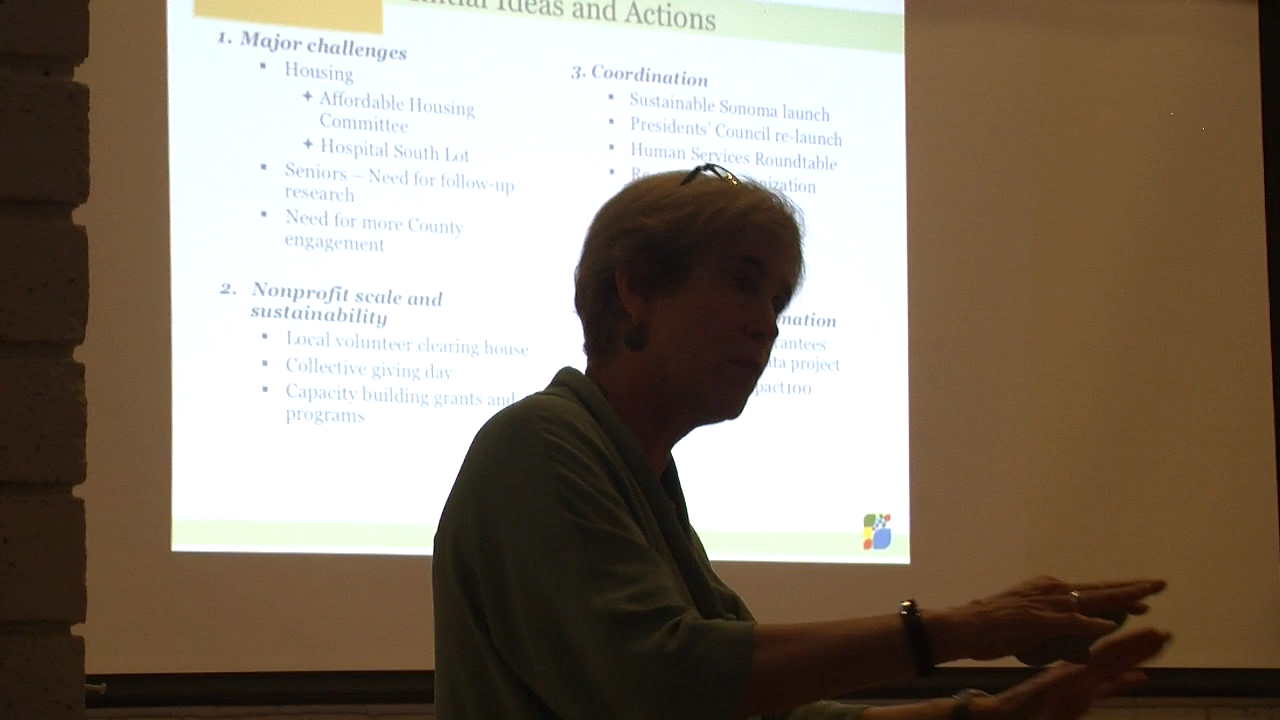 Ideas and Actions
1. Major challenges
Housing
Affordable Housing
Committee
Hospital South Lot
Seniors – Need for follow-up
research
Need for more County
engagement
2. Nonprofit scale and
sustainability
Local volunteer clearing house
Collective giving day
Capacity building grants and
programs
3. Coordination
Sustainable Sonoma launch
Presidents' Council re-launch
Human Services Roundtable
project